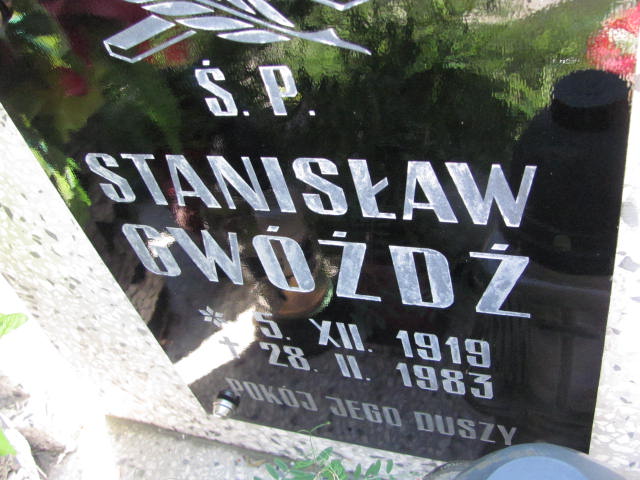 Ś. P.
STANISŁAW
GWÓŹDŹ
* 5. XII. 1919
† 28. II. 1983
POKÓJ JEGO DUSZY